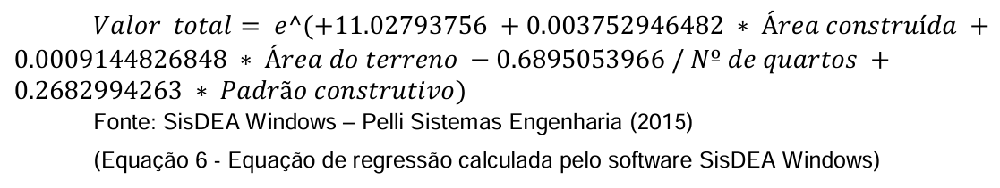 Valor total = e^(+11.02793756 + 0.003752946482 * Área construída +
0.0009144826848 * Área do terreno − 0.6895053966 / Nº de quartos +
0.2682994263 * Padrão construtivo)
Fonte: SisDEA Windows – Pelli Sistemas Engenharia (2015)
(Equação 6 - Equação de regressão calculada pelo software SisDEA Windows)